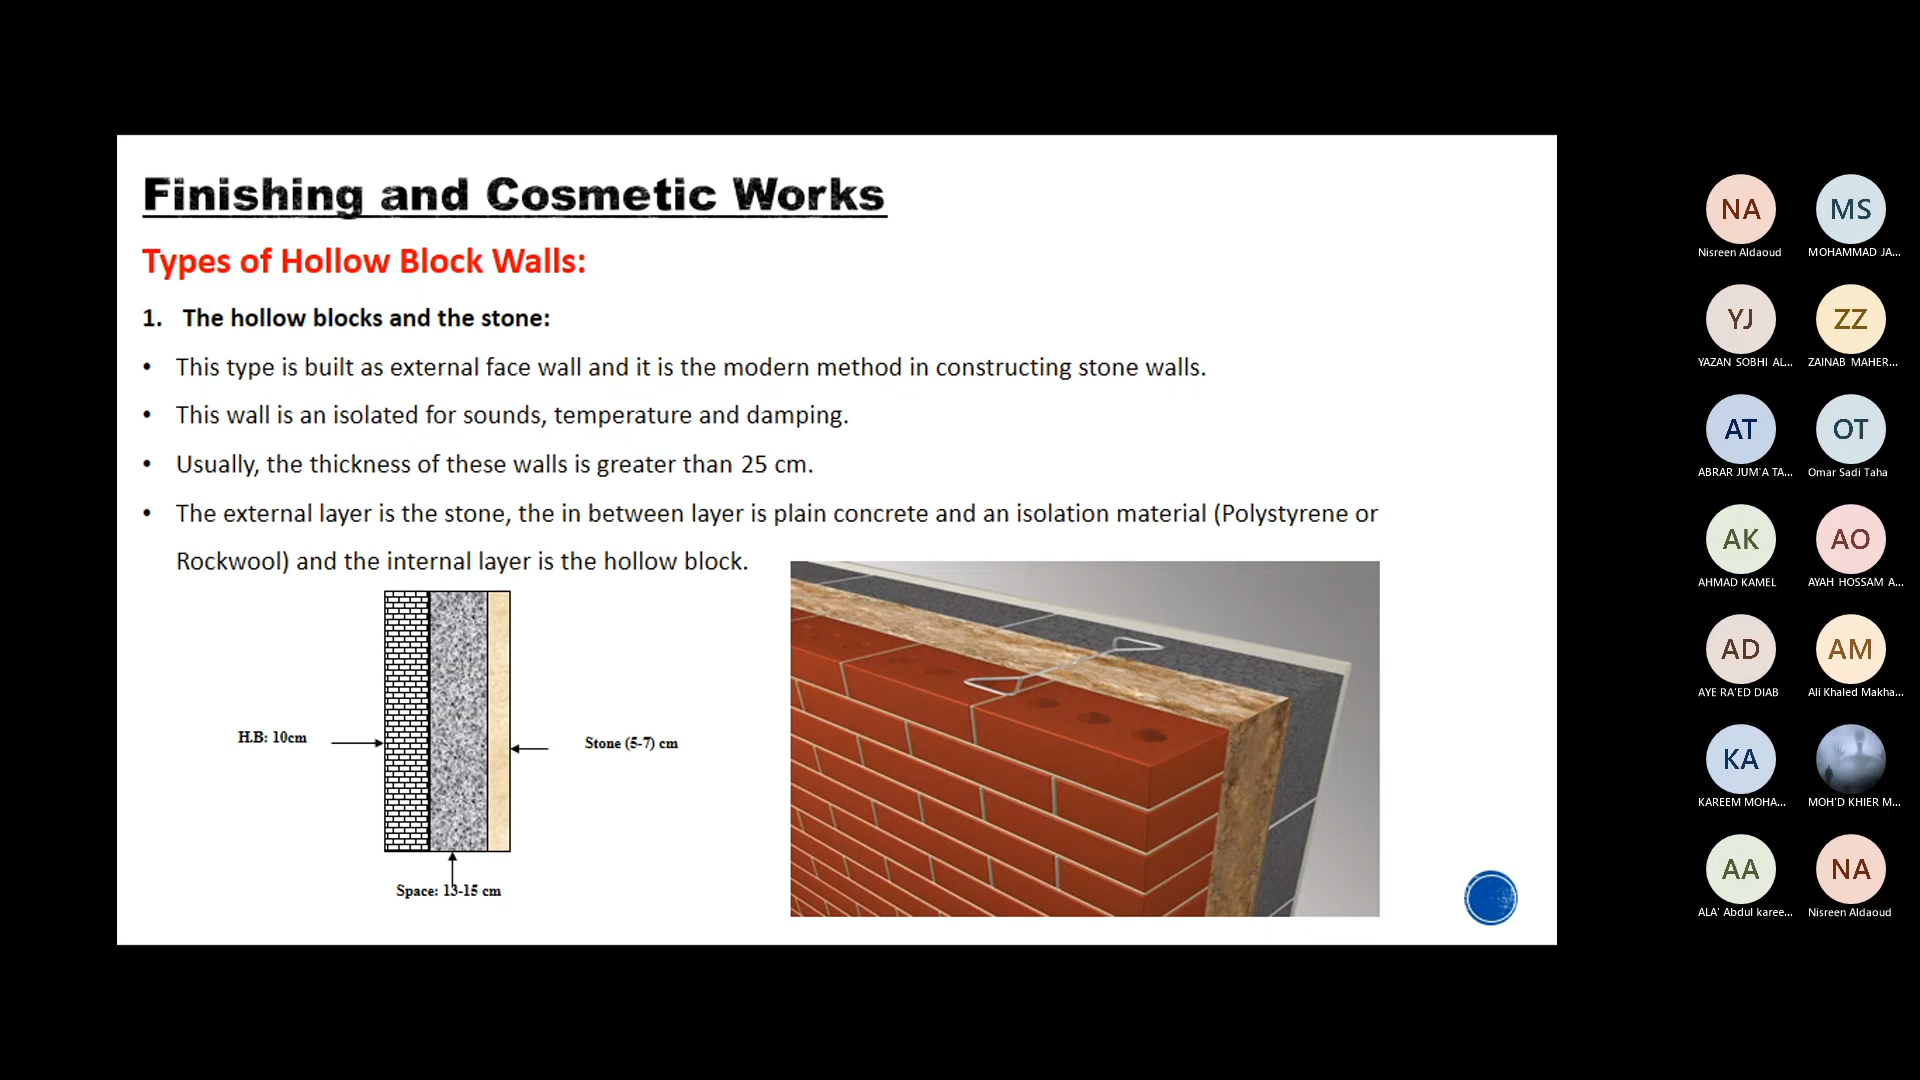 Finishing and Cosmetic Works
Types of Hollow Block Walls:
1. The hollow blocks and the stone:
• This type is built as external face wall and it is the modern method in constructing stone walls.
• This wall is an isolated for sounds, temperature and damping.
• Usually, the thickness of these walls is greater than 25 cm.
• The external layer is the stone, the in between layer is plain concrete and an isolation material (Polystyrene or
Rockwool) and the internal layer is the hollow block.
H.B: 10cm
Stone (5-7) cm
Space: 13-15 cm
NA
MS
Nisreen Aldaoud
MOHAMMAD JA...
YJ
ZZ
YAZAN SOBHI AL...
ZAINAB MAHER...
AT
OT
ABRAR JUM'A TA...
Omar Sadi Taha
AK
AO
AHMAD KAMEL
AYAH HOSSAM A...
AD
AM
AYE RA'ED DIAB
Ali Khaled Makha...
KA
KAREEM MOHA...
MOH'D KHIER M...
AA
NA
ALA' Abdul karee...
Nisreen Aldaoud